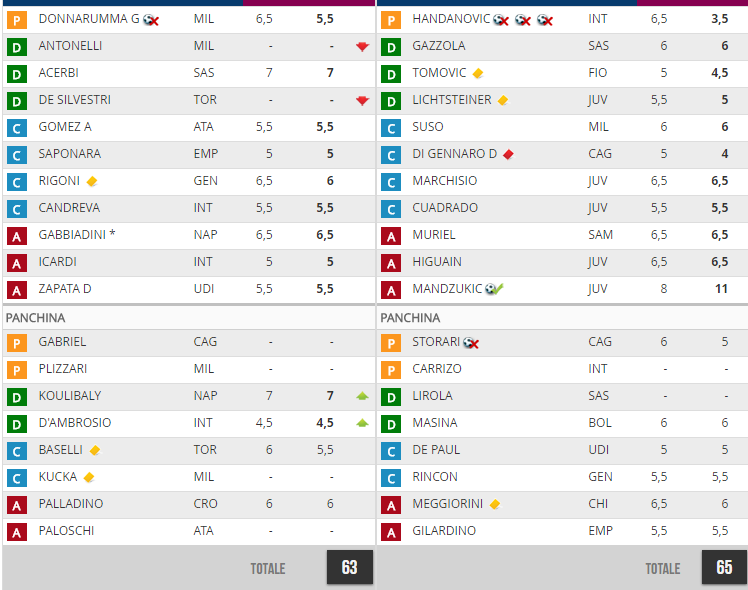 P DONNARUMMA G MIL 6,5 5,5
D ANTONELLI MIL - -
D ACERBI SAS 7 7
D DE SILVESTRI TOR - -
C GOMEZ A ATA 5,5 5,5
C SAPONARA EMP 5 5
C RIGONI GEN 6,5 6
C CANDREVA INT 5,5 5,5
A GABBIADINI * NAP 6,5 6,5
A ICARDI INT 5 5
A ZAPATA D UDI 5,5 5,5
PANCHINA
P GABRIEL CAG - -
P PLIZZARI MIL - -
D KOULIBALY NAP 7 7
D D'AMBROSIO INT 4,5 4,5
C BASELLI TOR 6 5,5
C KUCKA MIL - -
A PALLADINO CRO 6 6
A PALOSCHI ATA - -
TOTALE 63
P HANDANOVIC INT 6,5 3,5
D GAZZOLA SAS 6 6
D TOMOVIC FIO 5 4,5
D LICHTSTEINER JUV 5,5 5
C SUSO MIL 6 6
C DI GENNARO D CAG 5 4
C MARCHISIO JUV 6,5 6,5
C CUADRADO JUV 5,5 5,5
A MURIEL SAM 6,5 6,5
A HIGUAIN JUV 6,5 6,5
A MANDZUKIC JUV 8 11
PANCHINA
P STORARI CAG 6 5
P CARRIZO INT - -
D LIROLA SAS - -
D MASINA BOL 6 6
C DE PAUL UDI 5 5
C RINCON GEN 5,5 5,5
A MEGGIORINI CHI 6,5 6
A GILARDINO EMP 5,5 5,5
TOTALE 65